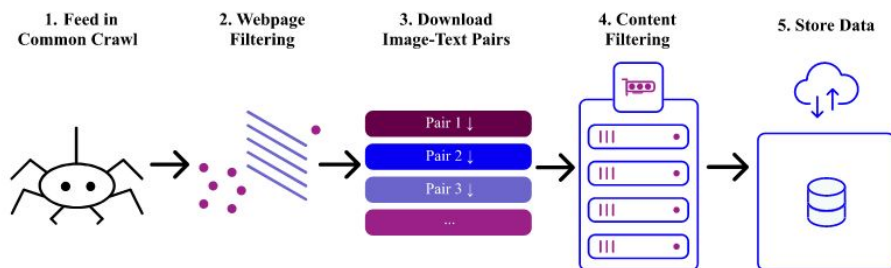 1. Feed in
Common Crawl
2. Webpage
Filtering
3. Download
Image-Text Pairs
4. Content
Filtering
5. Store Data
Pair 1 ↓
Pair 2 ↓
Pair 3 ↓
...